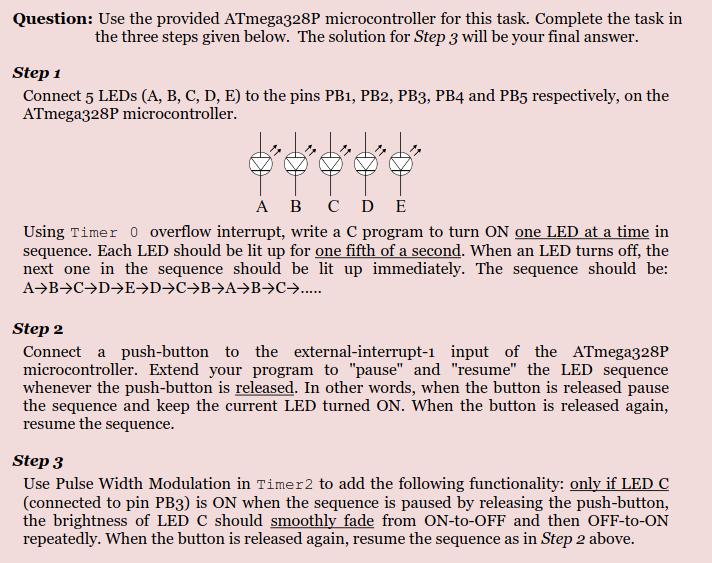 Question: Use the provided ATmega328P microcontroller for this task. Complete the task in
the three steps given below. The solution for Step 3 will be your final answer.
Step 1
Connect 5 LEDs (A, B, C, D, E) to the pins PB1, PB2, PB3, PB4 and PB5 respectively, on the
ATmega328P microcontroller.
A B C D E
Using Timer 0 overflow interrupt, write a C program to turn ON one LED at a time in
sequence. Each LED should be lit up for one fifth of a second. When an LED turns off, the
next one in the sequence should be lit up immediately. The sequence should be:
A→B→C→D→E→D→C→B→A→B→C→.....
Step 2
Connect a push-button to the external-interrupt-1 input of the ATmega328P
microcontroller. Extend your program to "pause" and "resume" the LED sequence
whenever the push-button is released. In other words, when the button is released pause
the sequence and keep the current LED turned ON. When the button is released again,
resume the sequence.
Step 3
Use Pulse Width Modulation in Timer2 to add the following functionality: only if LED C
(connected to pin PB3) is ON when the sequence is paused by releasing the push-button,
the brightness of LED C should smoothly fade from ON-to-OFF and then OFF-to-ON
repeatedly. When the button is released again, resume the sequence as in Step 2 above.